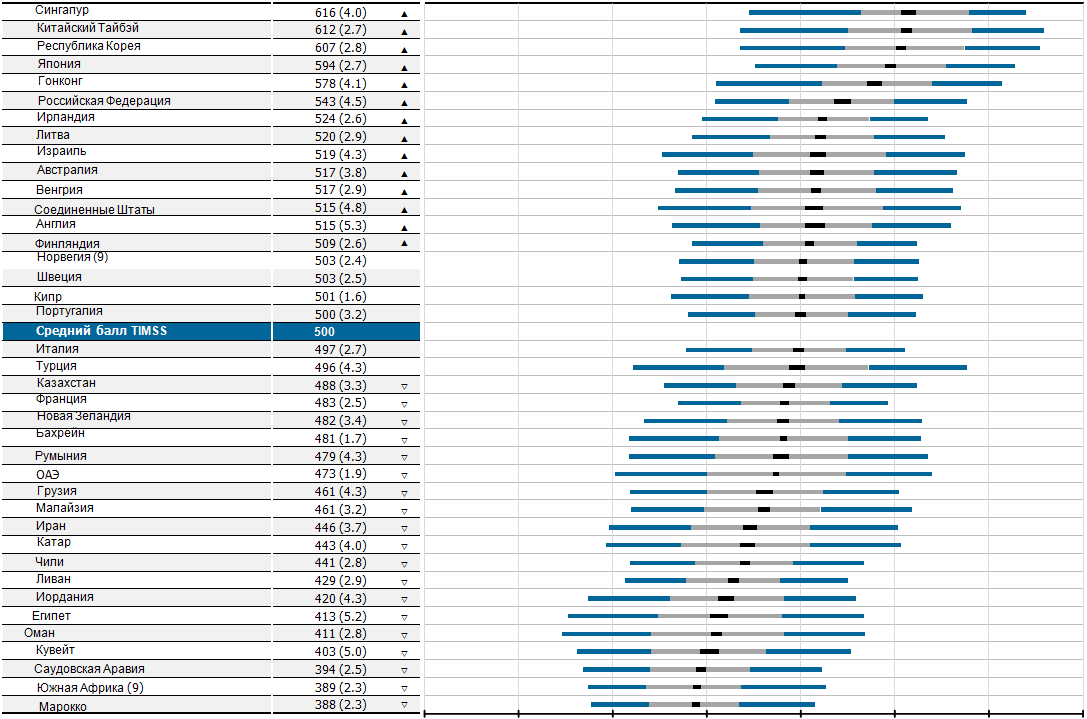 Сингапур 616 (4.0) ▲
Китайский Тайбэй 612 (2.7) ▲
Республика Корея 607 (2.8) ▲
Япония 594 (2.7) ▲
Гонконг 578 (4.1) ▲
Российская Федерация 543 (4.5) ▲
Ирландия 524 (2.6) ▲
Литва 520 (2.9) ▲
Израиль 519 (4.3) ▲
Австралия 517 (3.8) ▲
Венгрия 517 (2.9) ▲
Соединенные Штаты 515 (4.8) ▲
Англия 515 (5.3) ▲
Финляндия 509 (2.6) ▲
Норвегия (9) 503 (2.4)
Швеция 503 (2.5)
Кипр 501 (1.6)
Португалия 500 (3.2)
Средний балл TIMSS 500
Италия 497 (2.7)
Турция 496 (4.3)
Казахстан 488 (3.3) ▽
Франция 483 (2.5) ▽
Новая Зеландия 482 (3.4) ▽
Бахрейн 481 (1.7) ▽
Румыния 479 (4.3) ▽
ОАЭ 473 (1.9) ▽
Грузия 461 (4.3) ▽
Малайзия 461 (3.2) ▽
Иран 446 (3.7) ▽
Катар 443 (4.0) ▽
Чили 441 (2.8) ▽
Ливан 429 (2.9) ▽
Иордания 420 (4.3) ▽
Египет 413 (5.2) ▽
Оман 411 (2.8) ▽
Кувейт 403 (5.0) ▽
Саудовская Аравия 394 (2.5) ▽
Южная Африка (9) 389 (2.3) ▽
Марокко 388 (2.3) ▽